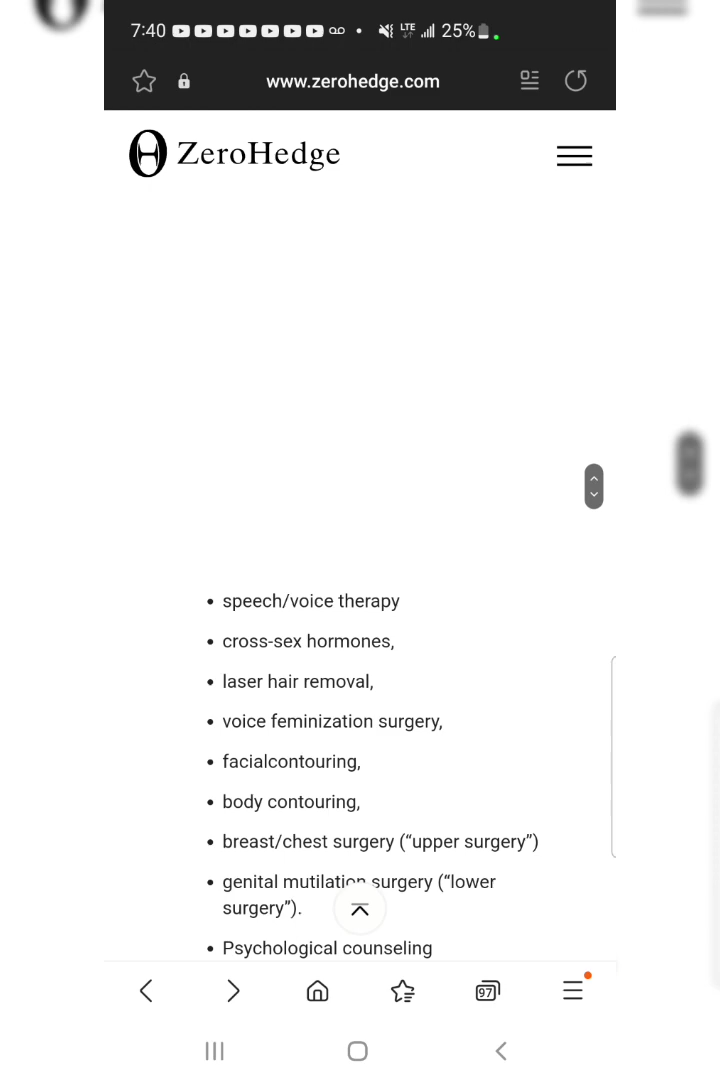 7:40 LTE 25%
www.zerohedge.com
ZeroHedge
• speech/voice therapy
• cross-sex hormones,
• laser hair removal,
• voice feminization surgery,
• facialcontouring,
• body contouring,
• breast/chest surgery (“upper surgery”)
• genital mutilation surgery (“lower
surgery”).
• Psychological counseling
97